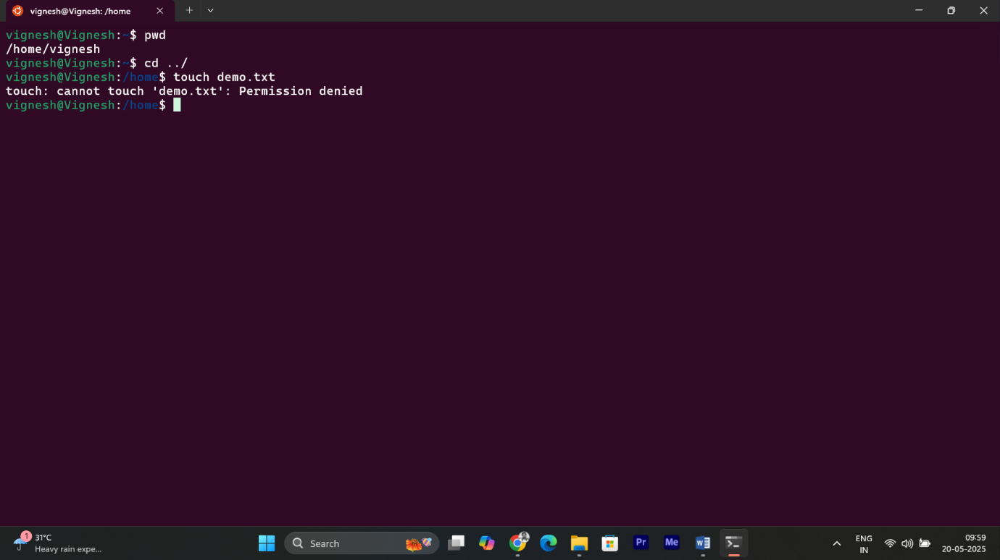 vignesh@Vignesh: /home
vignesh@Vignesh:~$ pwd
/home/vignesh
vignesh@Vignesh:~$ cd ../
vignesh@Vignesh:/home$ touch demo.txt
touch: cannot touch 'demo.txt': Permission denied
vignesh@Vignesh:/home$
1
31°C
Heavy rain expe...
Search
Pr
Me
W
ENG
IN
09:59
20-05-2025